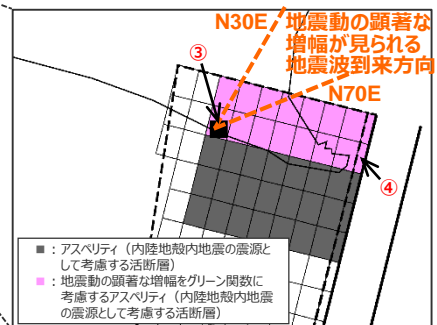 N30E
地震動の顕著な
増幅が見られる
地震波到来方向
③
N70E
④
■：アスペリティ（内陸地殻内地震の震源と
して考慮する活断層）
■：地震動の顕著な増幅をグリーン関数に
考慮するアスペリティ（内陸地殻内地震
の震源として考慮する活断層）